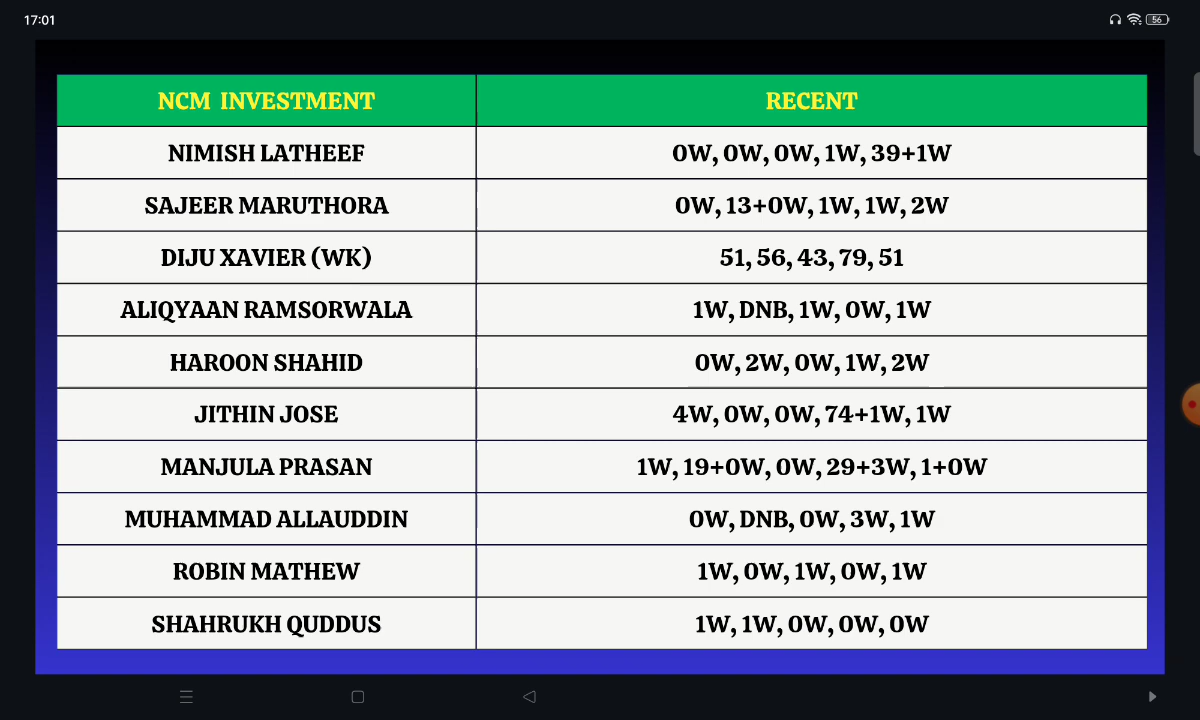 17:01
56
NCM INVESTMENT RECENT
NIMISH LATHEEF 0W, 0W, 0W, 1W, 39+1W
SAJEER MARUTHORA 0W, 13+0W, 1W, 1W, 2W
DIJU XAVIER (WK) 51, 56, 43, 79, 51
ALIQYAAN RAMSORWALA 1W, DNB, 1W, 0W, 1W
HAROON SHAHID 0W, 2W, 0W, 1W, 2W
JITHIN JOSE 4W, 0W, 0W, 74+1W, 1W
MANJULA PRASAN 1W, 19+0W, 0W, 29+3W, 1+0W
MUHAMMAD ALLAUDDIN 0W, DNB, 0W, 3W, 1W
ROBIN MATHEW 1W, 0W, 1W, 0W, 1W
SHAHRUKH QUDDUS 1W, 1W, 0W, 0W, 0W